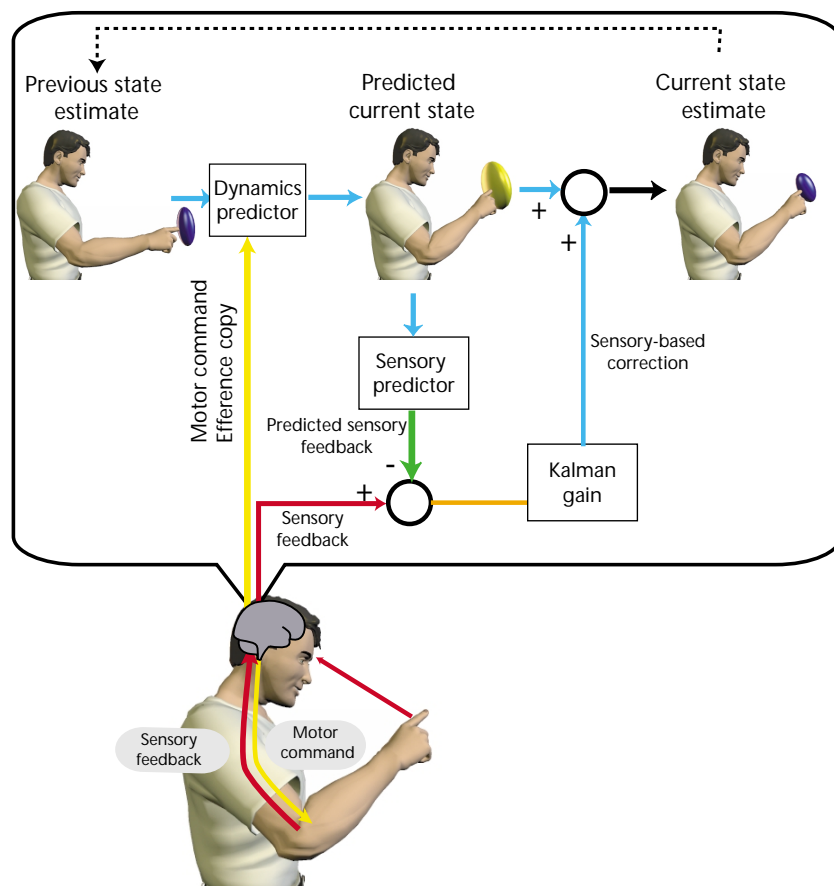 Previous state
estimate
Predicted
current state
Current state
estimate
Dynamics
predictor
+
+
Motor command
Efference copy
Sensory
predictor
Sensory-based
correction
Predicted sensory
feedback
-
+
Kalman
gain
Sensory
feedback
Sensory
feedback
Motor
command